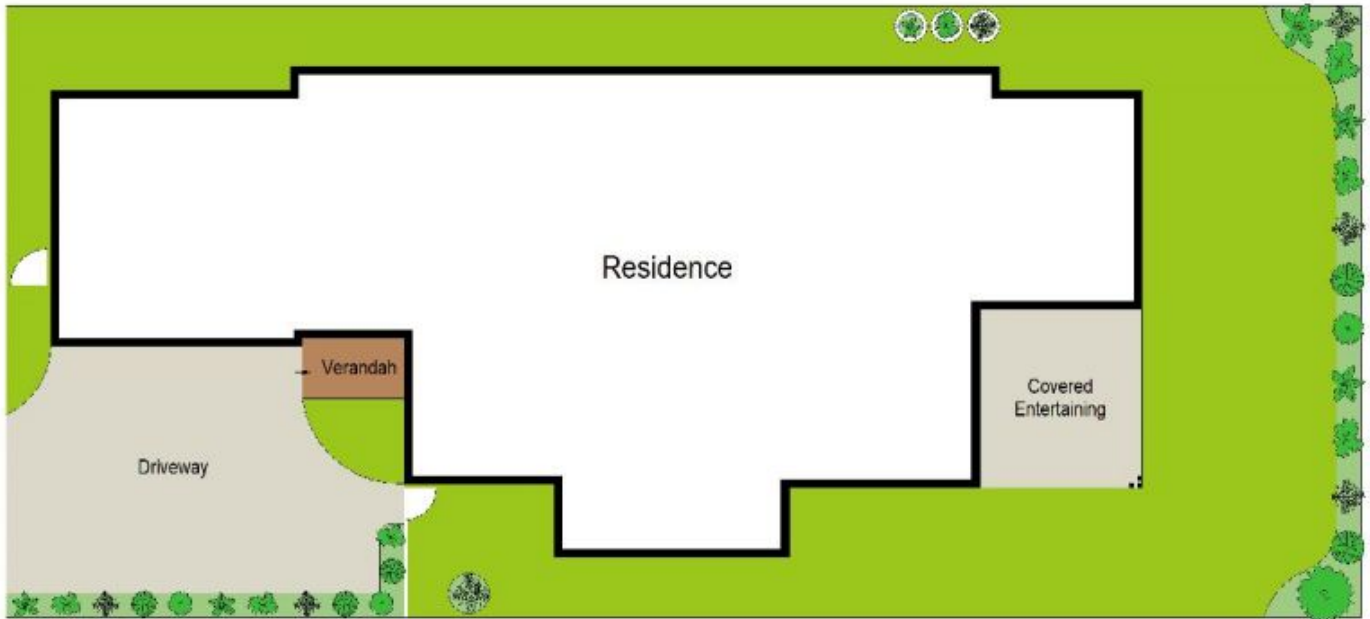 Residence
Verandah
Covered
Entertaining
Driveway